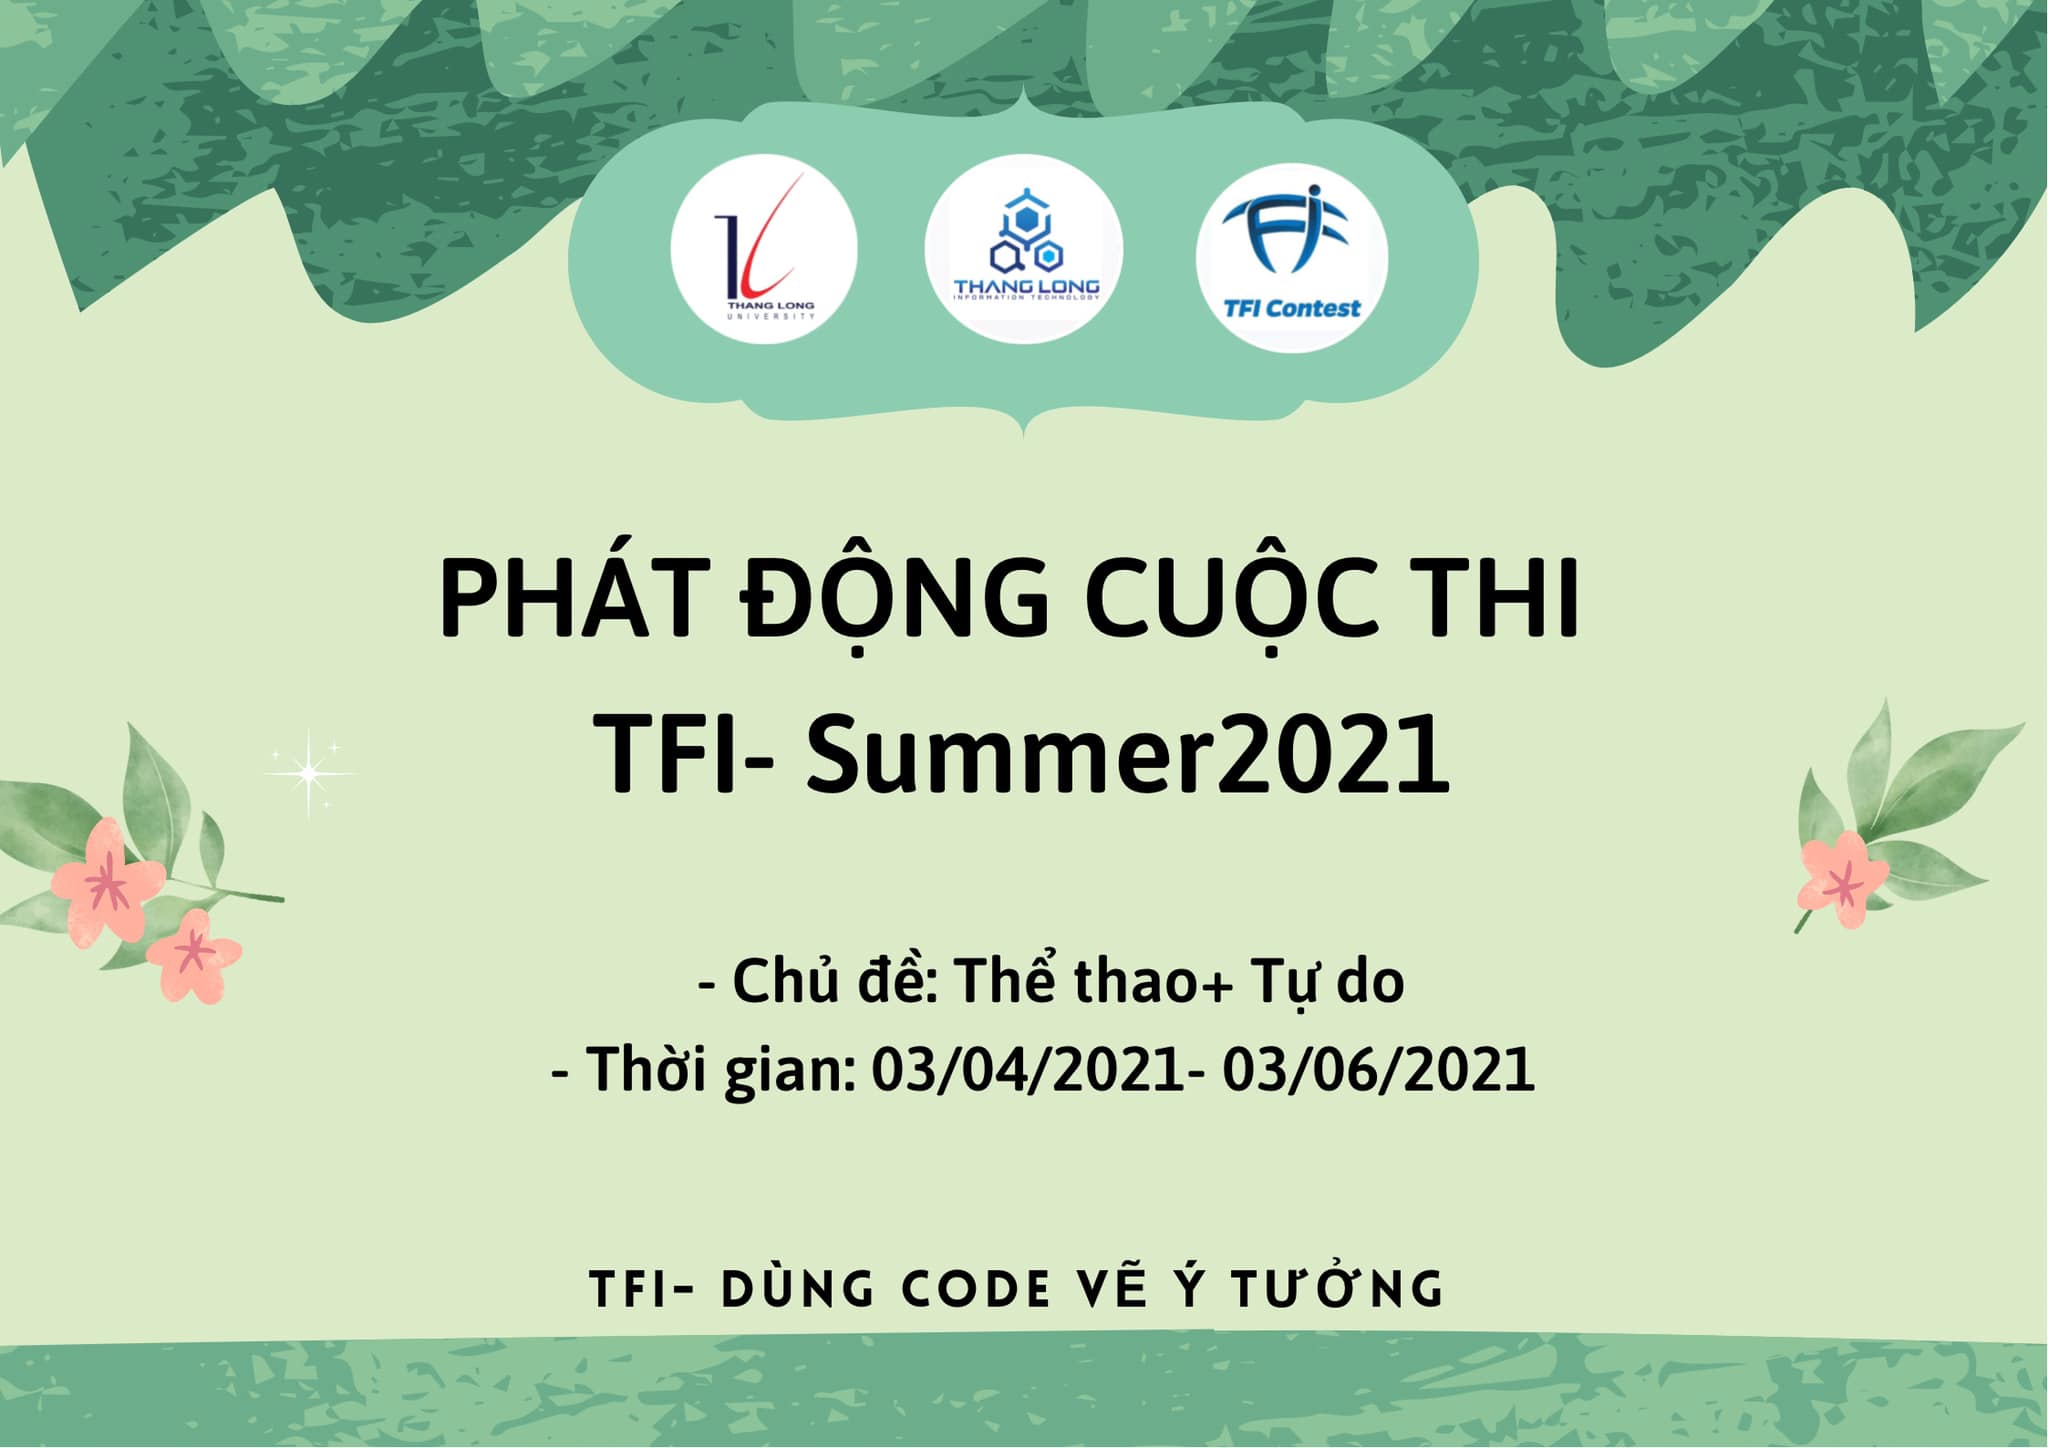 THANG LONG
UNIVERSITY
THANG LONG
INFORMATION TECHNOLOGY
TFI Contest
PHÁT ĐỘNG CUỘC THI
TFI- Summer2021
- Chủ đề: Thể thao+ Tự do
- Thời gian: 03/04/2021- 03/06/2021
TFI- DÙNG CODE VẼ Ý TƯỞNG